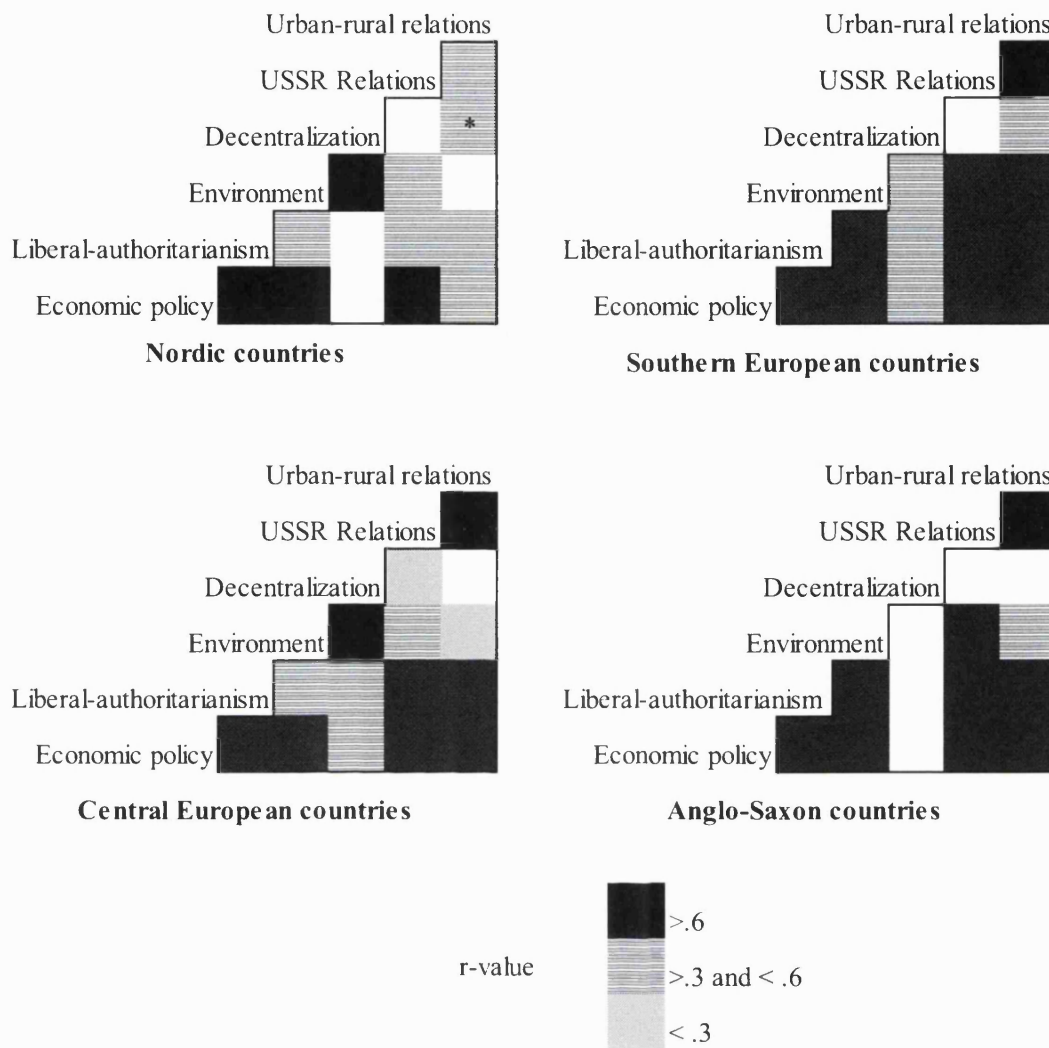 Urban-rural relations
USSR Relations
Decentralization
*
Environment
Liberal-authoritarianism
Economic policy
Nordic countries
Urban-rural relations
USSR Relations
Decentralization
Environment
Liberal-authoritarianism
Economic policy
Southern European countries
Urban-rural relations
USSR Relations
Decentralization
Environment
Liberal-authoritarianism
Economic policy
Central European countries
Urban-rural relations
USSR Relations
Decentralization
Environment
Liberal-authoritarianism
Economic policy
Anglo-Saxon countries
r-value
>.6
>.3 and < .6
< .3